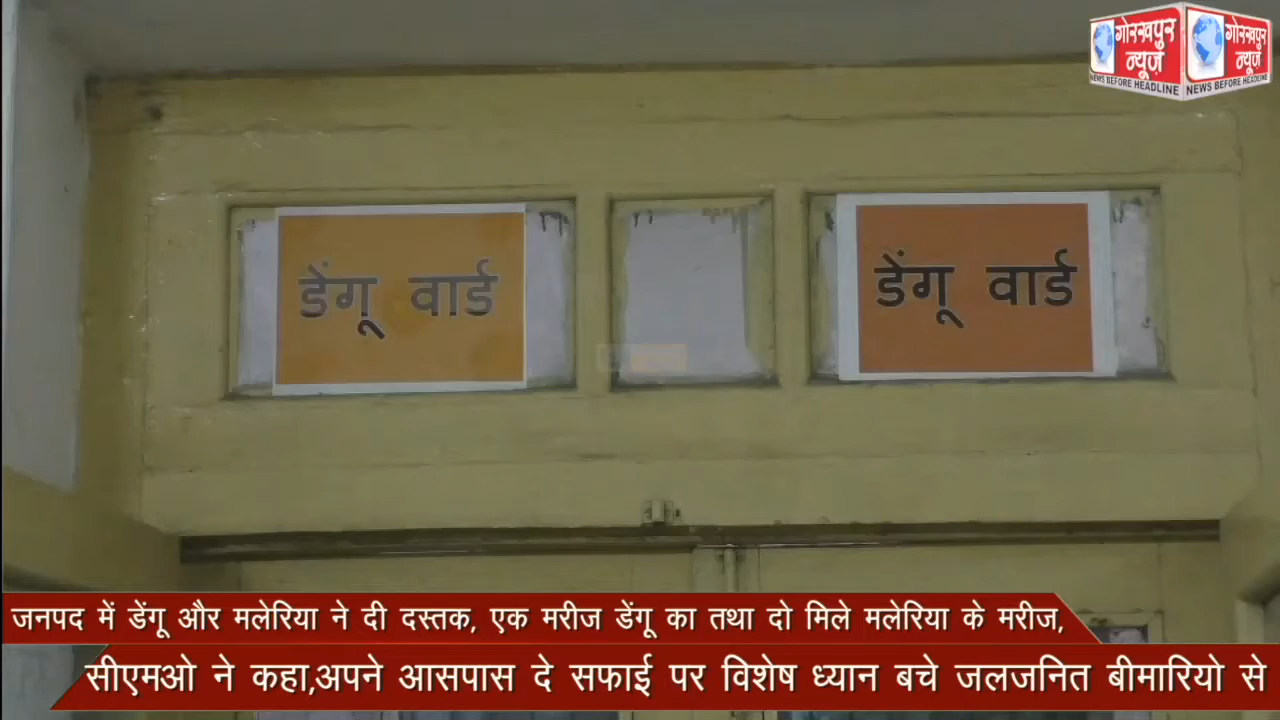 गोरखपुर गोरखपुर
न्यूज़ न्यूज़
NEWS BEFORE HEADLINE NEWS BEFORE HEADLINE
डेंगू वार्ड डेंगू वार्ड
जनपद में डेंगू और मलेरिया ने दी दस्तक, एक मरीज डेंगू का तथा दो मिले मलेरिया के मरीज,
सीएमओ ने कहा,अपने आसपास दे सफाई पर विशेष ध्यान बचे जलजनित बीमारियो से